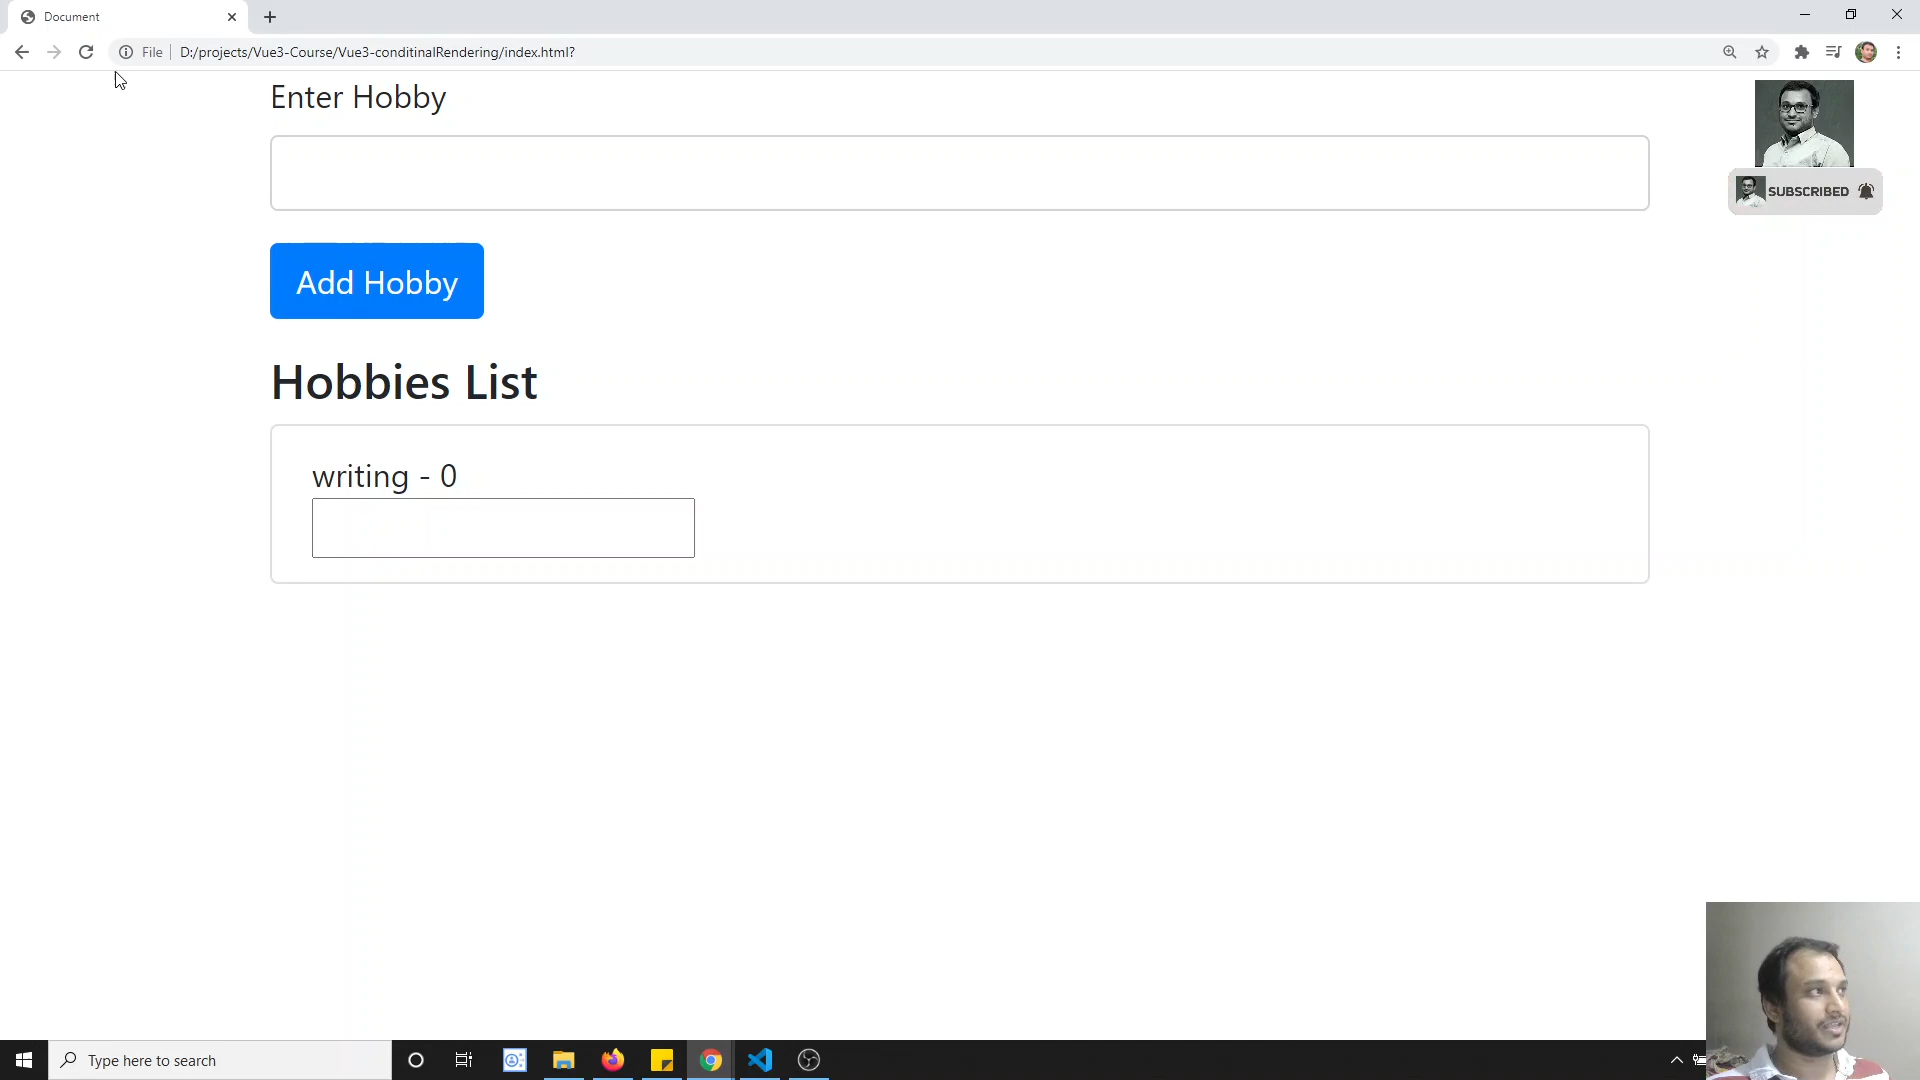 Document
File
D:/projects/Vue3-Course/Vue3-conditinalRendering/index.html?
Enter Hobby
SUBSCRIBED
Add Hobby
Hobbies List
writing - 0
Type here to search